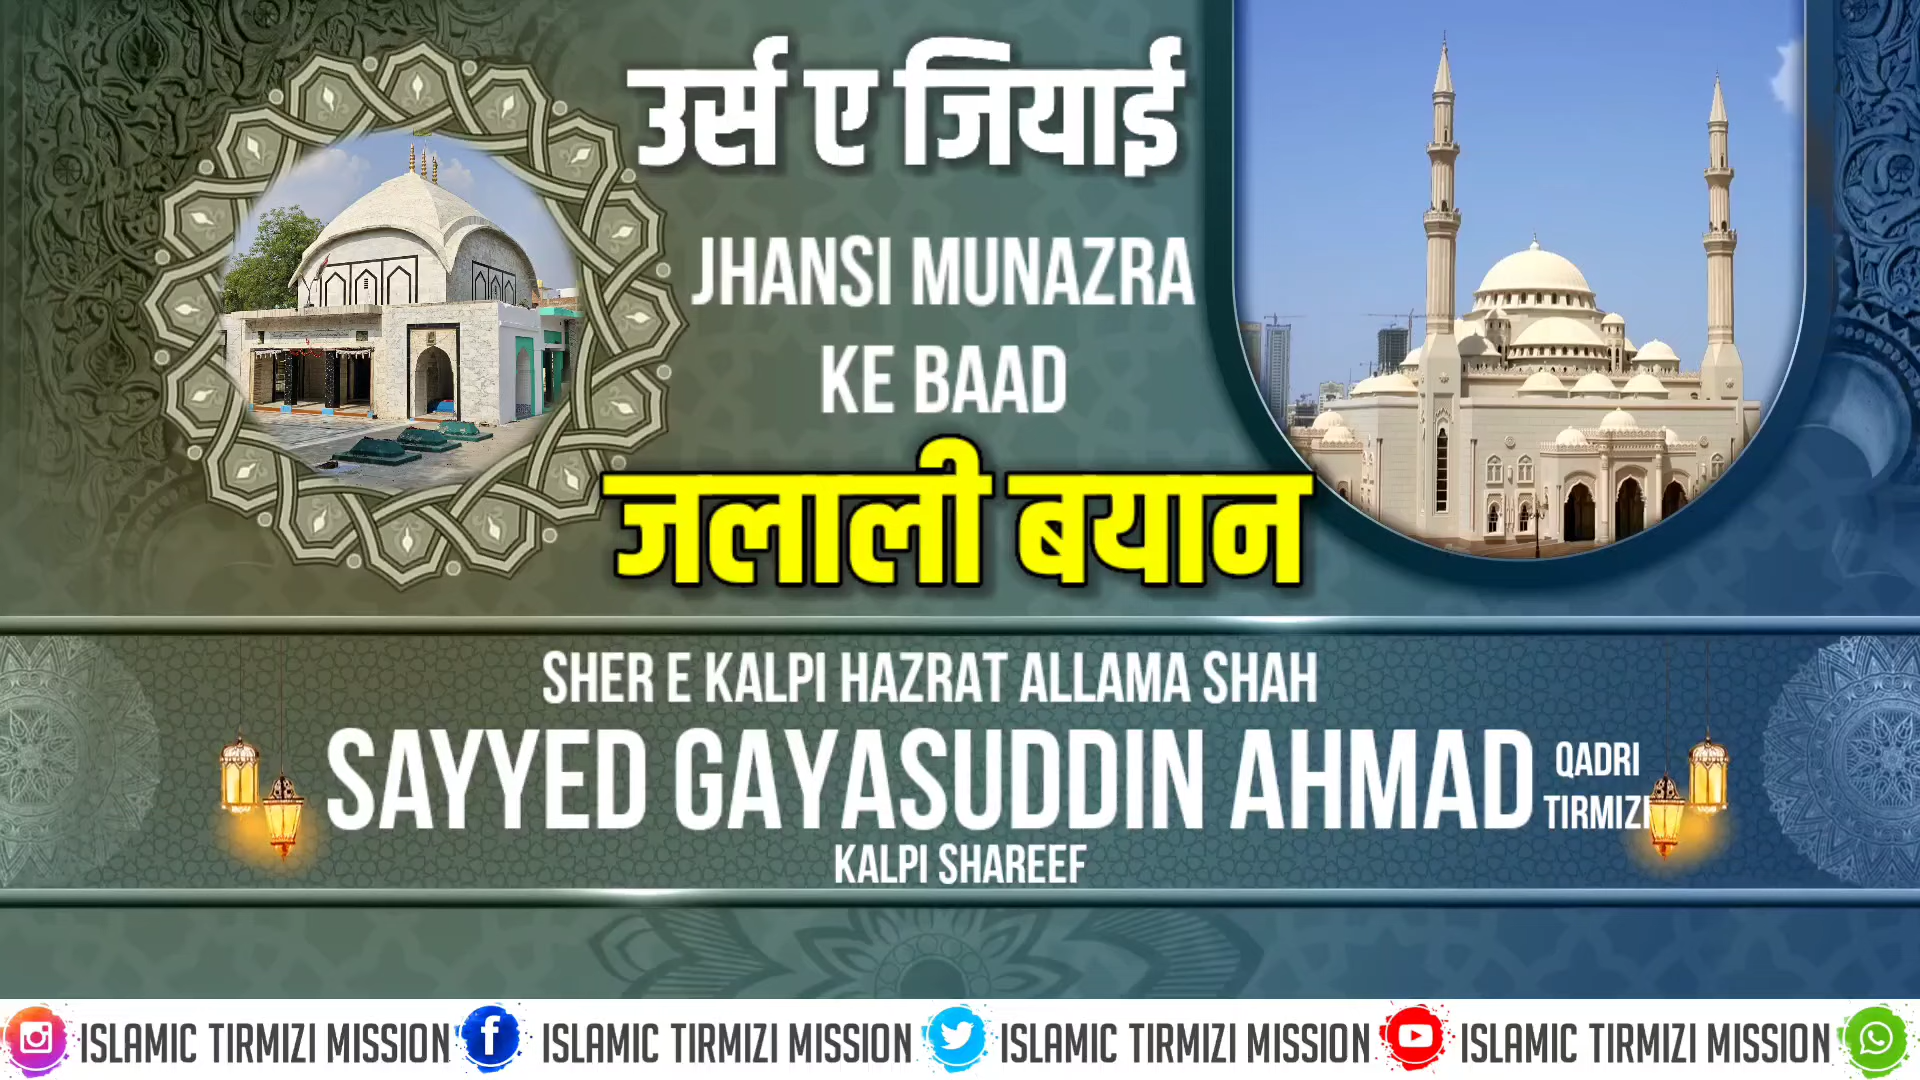 उर्स ए जियाई
JHANSI MUNAZRA
KE BAAD
जलाली बयान
SHER E KALPI HAZRAT ALLAMA SHAH
SAYYED GAYASUDDIN AHMAD QADRI TIRMIZI
KALPI SHAREEF
ISLAMIC TIRMIZI MISSION ISLAMIC TIRMIZI MISSION ISLAMIC TIRMIZI MISSION ISLAMIC TIRMIZI MISSION